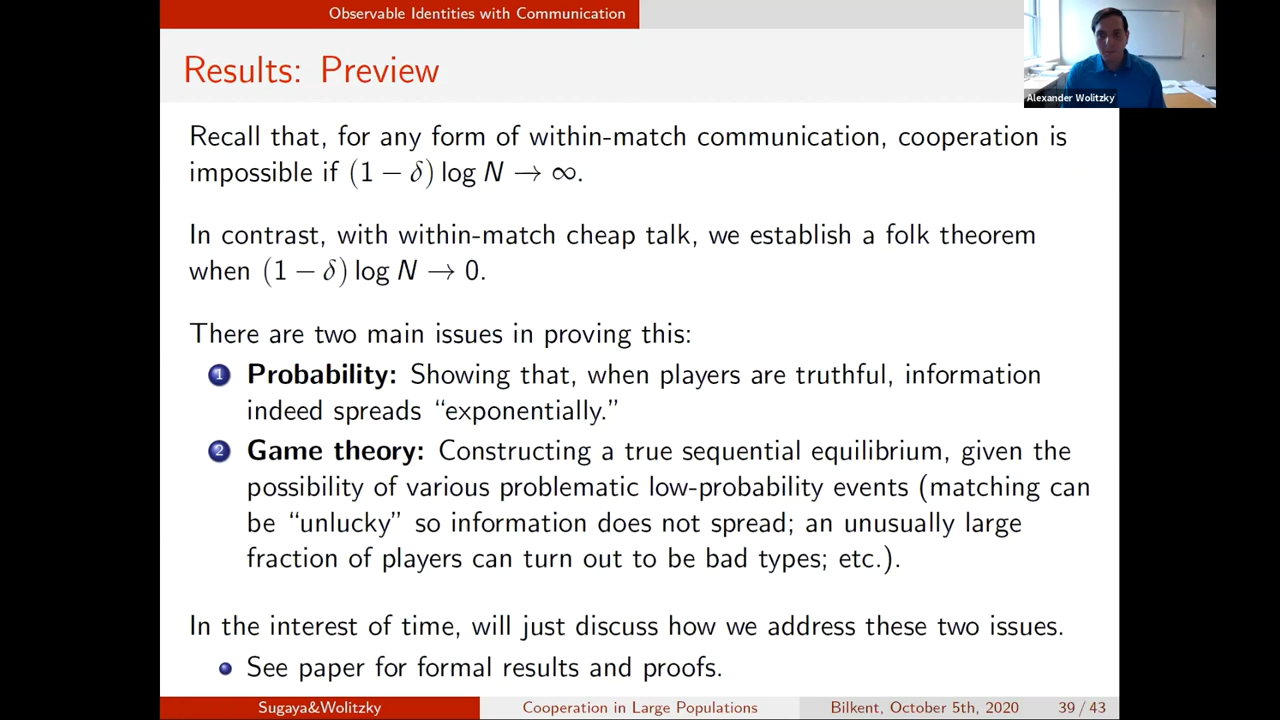 Observable Identities with Communication
Results: Preview
Alexander Wolitzky
Recall that, for any form of within-match communication, cooperation is
impossible if (1 − δ) log N → ∞.
In contrast, with within-match cheap talk, we establish a folk theorem
when (1 − δ) log N → 0.
There are two main issues in proving this:
1 Probability: Showing that, when players are truthful, information
indeed spreads “exponentially.”
2 Game theory: Constructing a true sequential equilibrium, given the
possibility of various problematic low-probability events (matching can
be “unlucky” so information does not spread; an unusually large
fraction of players can turn out to be bad types; etc.).
In the interest of time, will just discuss how we address these two issues.
See paper for formal results and proofs.
Sugaya&Wolitzky Cooperation in Large Populations Bilkent, October 5th, 2020 39 / 43